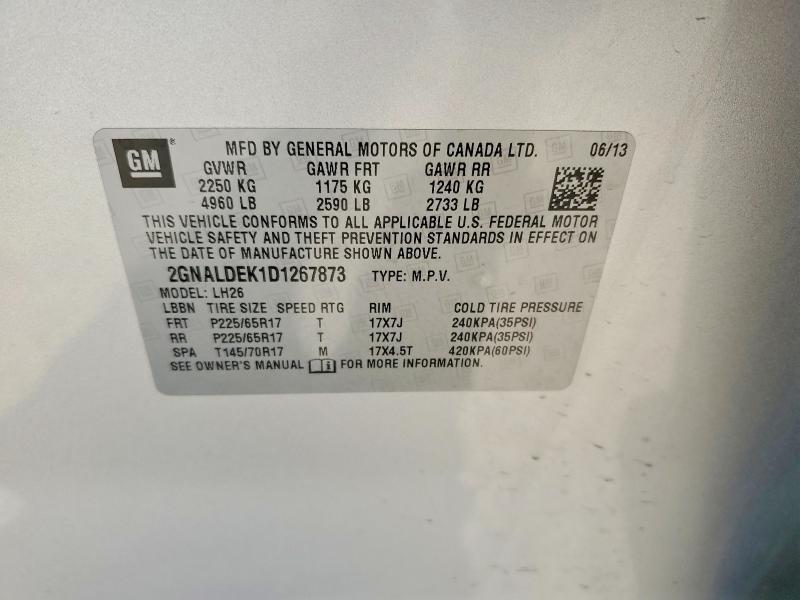 GM ® MFD BY GENERAL MOTORS OF CANADA LTD. 06/13
GVWR GAWR FRT GAWR RR
2250 KG 1175 KG 1240 KG
4960 LB 2590 LB 2733 LB
THIS VEHICLE CONFORMS TO ALL APPLICABLE U.S. FEDERAL MOTOR
VEHICLE SAFETY AND THEFT PREVENTION STANDARDS IN EFFECT ON
THE DATE OF MANUFACTURE SHOWN ABOVE.
2GNALDEK1D1267873 TYPE: M.P.V.
MODEL: LH26
LBBN TIRE SIZE SPEED RTG RIM COLD TIRE PRESSURE
FRT P225/65R17 T 17X7J 240KPA(35PSI)
RR P225/65R17 T 17X7J 240KPA(35PSI)
SPA T145/70R17 M 17X4.5T 420KPA(60PSI)
SEE OWNER'S MANUAL FOR MORE INFORMATION.